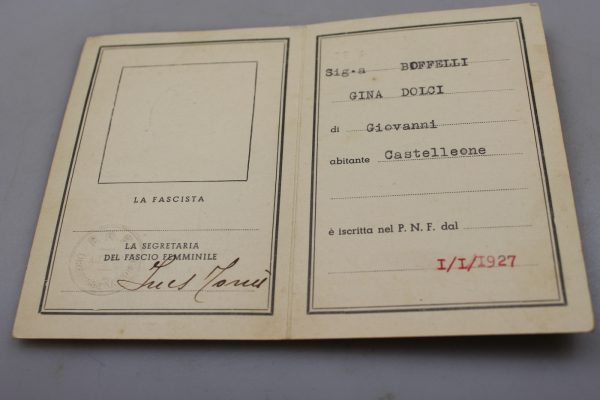 LA FASCISTA
LA SEGRETARIA
DEL FASCIO FEMMINILE
Sig.a BOFFELLI
GINA DOLCI
di Giovanni
abitante Castelleone
è iscritta nel P. N. F. dal
I/I/1927